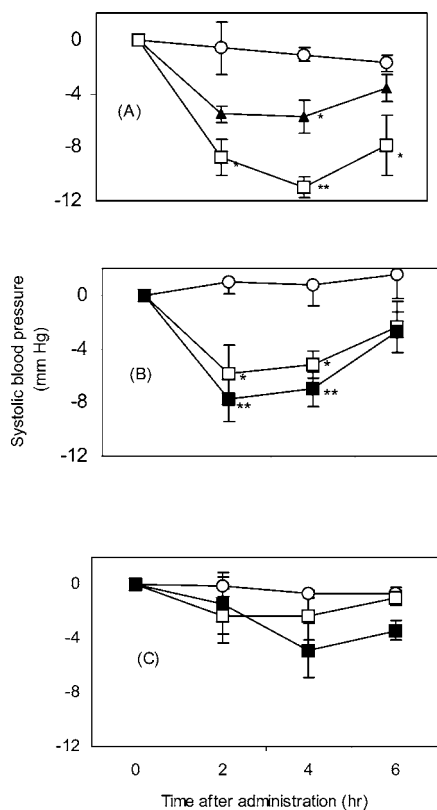 0
-4
(A)
*
-8
*
*
**
-12
Systolic blood pressure
(mm Hg)
0
-4
(B)
*
*
-8
**
**
-12
0
-4
(C)
-8
-12
0 2 4 6
Time after administration (hr)